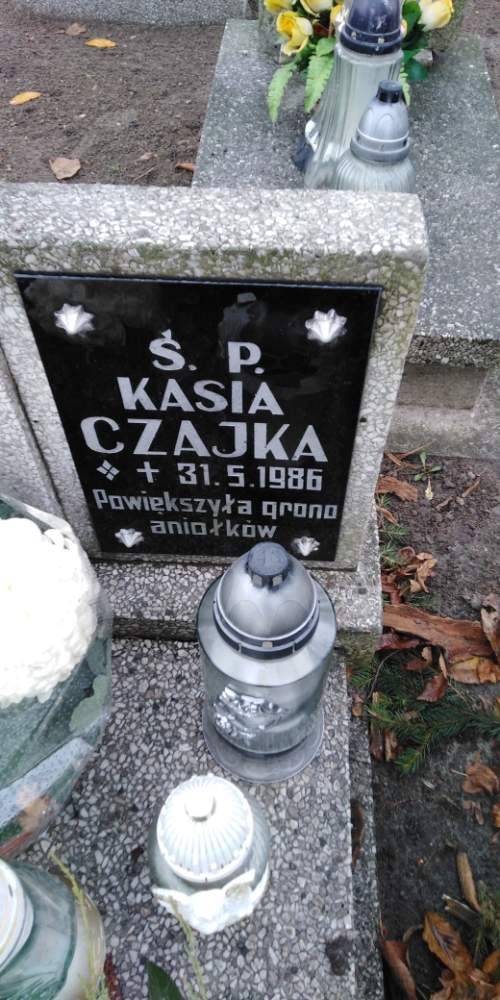 Ś. P.
KASIA
CZAJKA
✥ + 31.5.1986
Powiększyła grono
aniołków